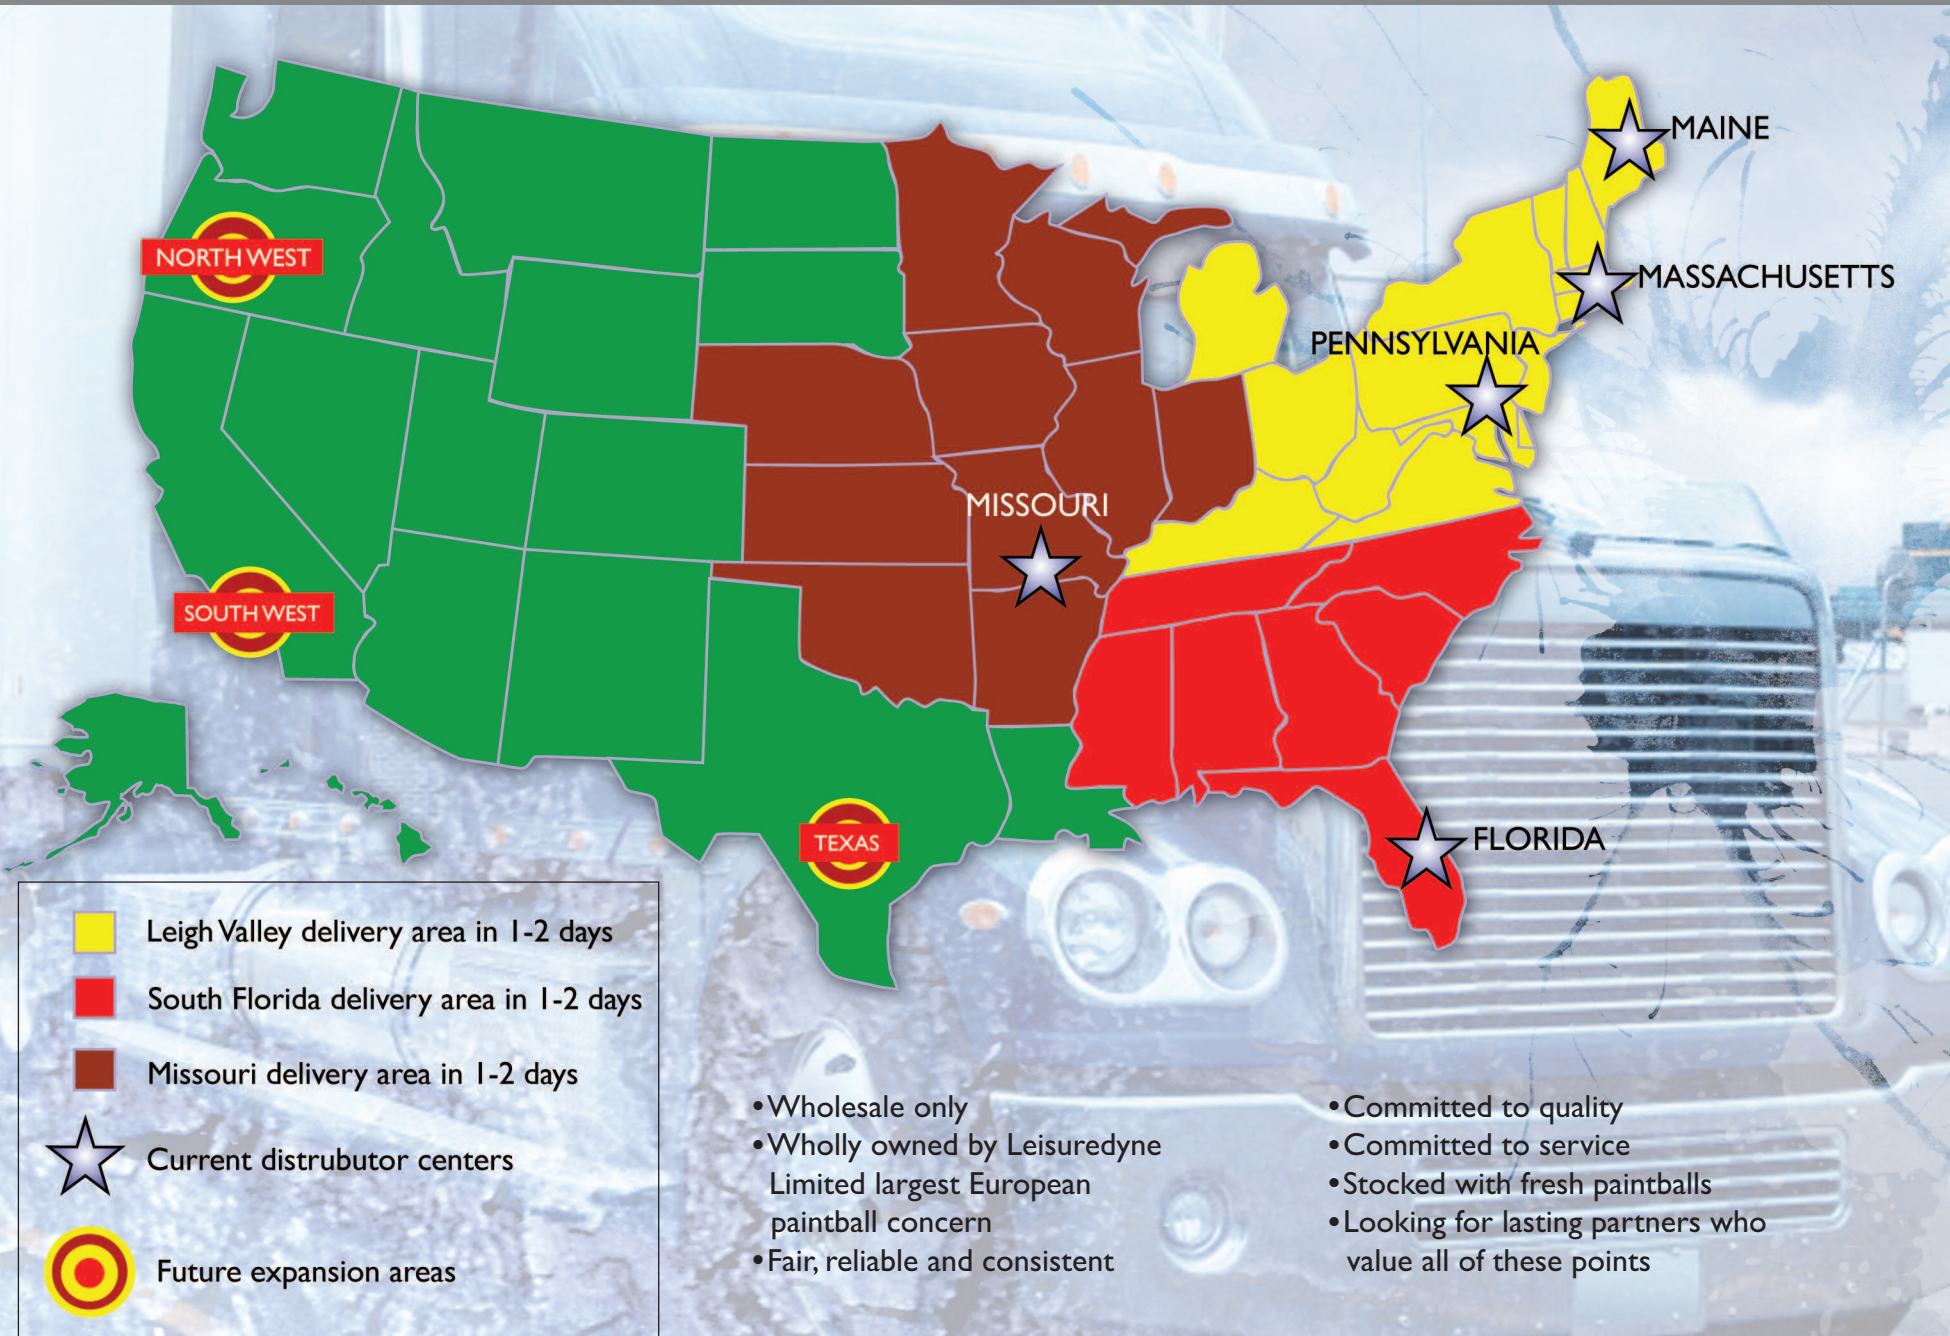 MAINE
NORTH WEST
MASSACHUSETTS
PENNSYLVANIA
MISSOURI
SOUTH WEST
TEXAS
FLORIDA
Leigh Valley delivery area in 1-2 days
South Florida delivery area in 1-2 days
Missouri delivery area in 1-2 days
Current distrubutor centers
Future expansion areas
•Wholesale only
•Wholly owned by Leisuredyne
Limited largest European
paintball concern
•Fair, reliable and consistent
•Committed to quality
•Committed to service
•Stocked with fresh paintballs
•Looking for lasting partners who
value all of these points